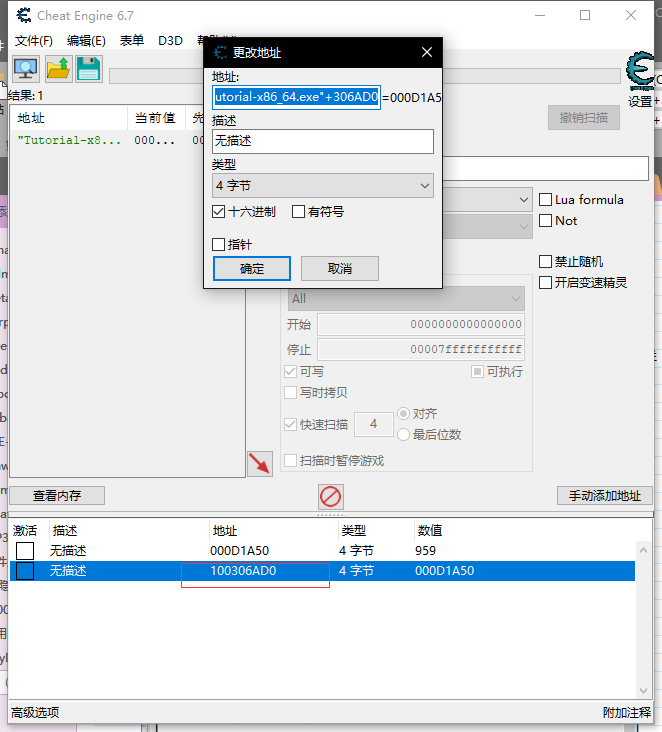 Cheat Engine 6.7
文件(F) 编辑(E) 表单 D3D
更改地址
地址:
utorial-x86_64.exe"+306AD0 =000D1A5
描述
无描述
类型
4 字节
十六进制 有符号
指针
确定 取消
结果: 1
设置
地址 当前值
"Tutorial-x8... 000...
撤销扫描
Lua formula
Not
禁止随机
开启变速精灵
All
开始 0000000000000000
停止 00007fffffffffff
可写 可执行
写时拷贝
快速扫描 4 对齐
最后位数
扫描时暂停游戏
查看内存 手动添加地址
激活 描述 地址 类型 数值
无描述 000D1A50 4 字节 959
无描述 100306AD0 4 字节 000D1A50
高级选项 附加注释